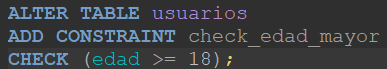 ALTER TABLE usuarios
ADD CONSTRAINT check_edad_mayor
CHECK (edad >= 18);